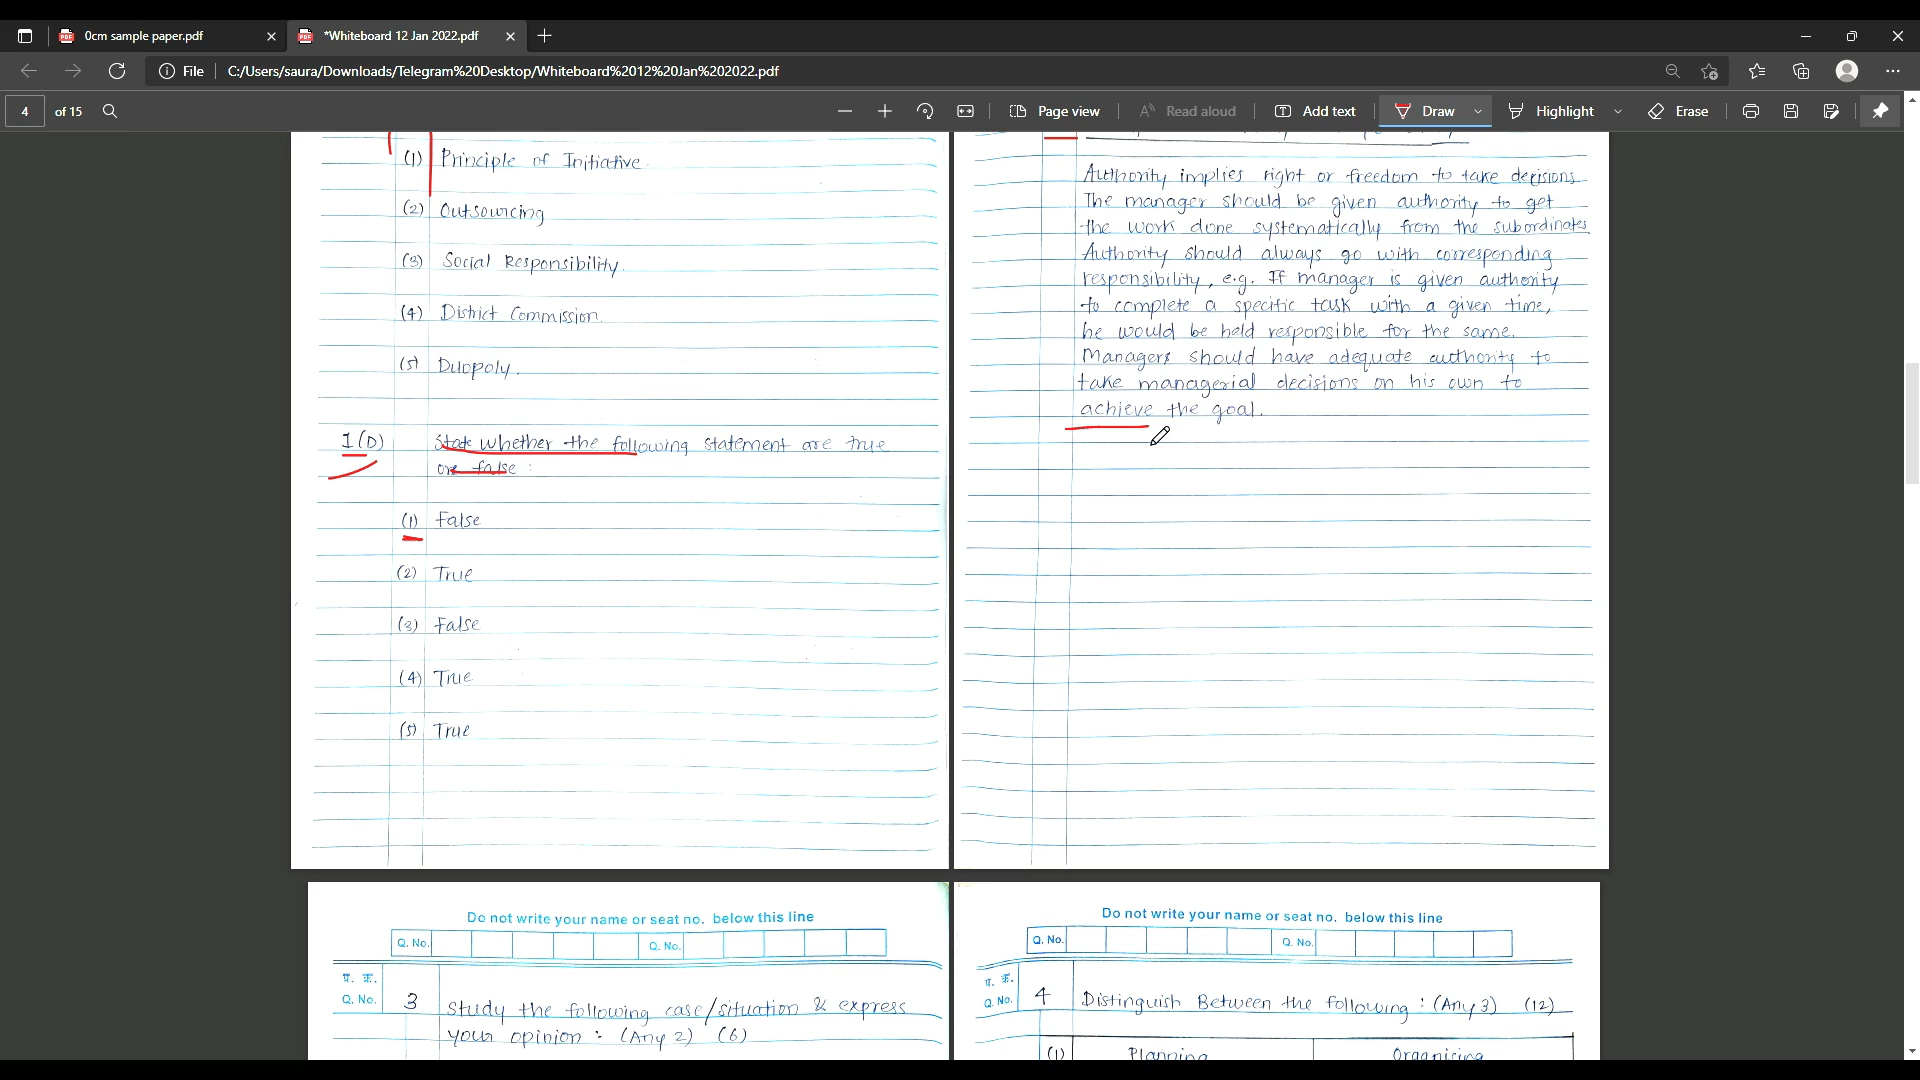 0cm sample paper.pdf
*Whiteboard 12 Jan 2022.pdf
File
C:/Users/saura/Downloads/Telegram%20Desktop/Whiteboard%2012%20Jan%202022.pdf
4 of 15
Page view
Read aloud
Add text
Draw
Highlight
Erase
(1) Principle of Initiative.
(2) Outsourcing
(3) Social Responsibility.
(4) District Commission.
(5) Duopoly.
1(D) State whether the following statement are true
ore false :
(1) False
(2) True
(3) False
(4) True
(5) True
Authority implies right or freedom to take decisions.
The manager should be given authority to get
the work done systematically from the subordinates.
Authority should always go with corresponding
responsibility, e.g. If manager is given authority
to complete a specific task with a given time,
he would be held responsible for the same.
Managers should have adequate authority to
take managerial decisions on his own to
achieve the goal.
Do not write your name or seat no. below this line
Q. No.
Q. No.
प्र. क्र.
Q. No.
3 Study the following case/situation & express
your opinion : (Any 2) (6)
Do not write your name or seat no. below this line
Q. No.
Q. No.
प्र. क्र.
Q. No.
4 Distinguish Between the following : (Any 3) (12)
(1) Planning Organising